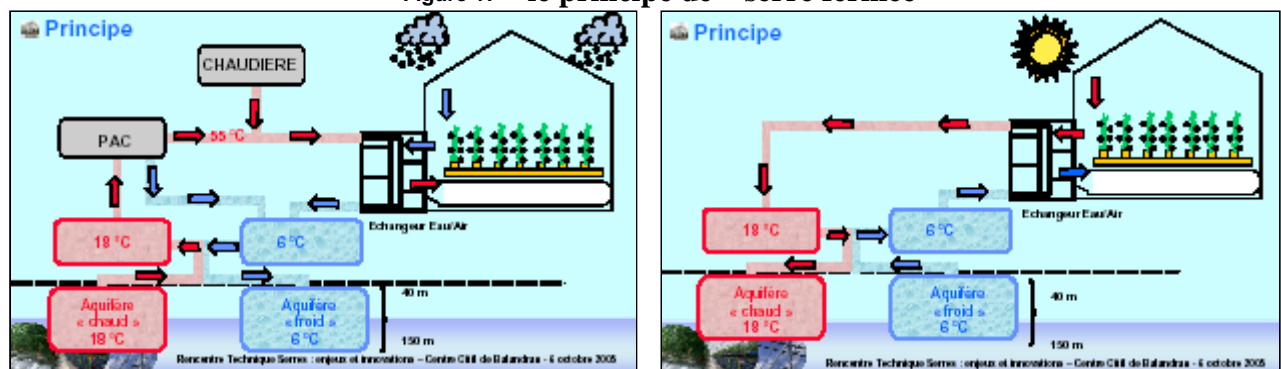 le principe de serre fermée
Principe
CHAUDIERE
PAC
55 °C
18 °C
6 °C
Echangeur Eau/Air
Aquifère
« chaud »
18 °C
Aquifère
« froid »
6 °C
40 m
150 m
Rencontre Technique Serres : enjeux et innovations – Centre Ctifl de Balandran - 6 octobre 2005
Principe
18 °C
6 °C
Echangeur Eau/Air
Aquifère
« chaud »
18 °C
Aquifère
« froid »
6 °C
40 m
150 m
Rencontre Technique Serres : enjeux et innovations – Centre Ctifl de Balandran - 6 octobre 2005